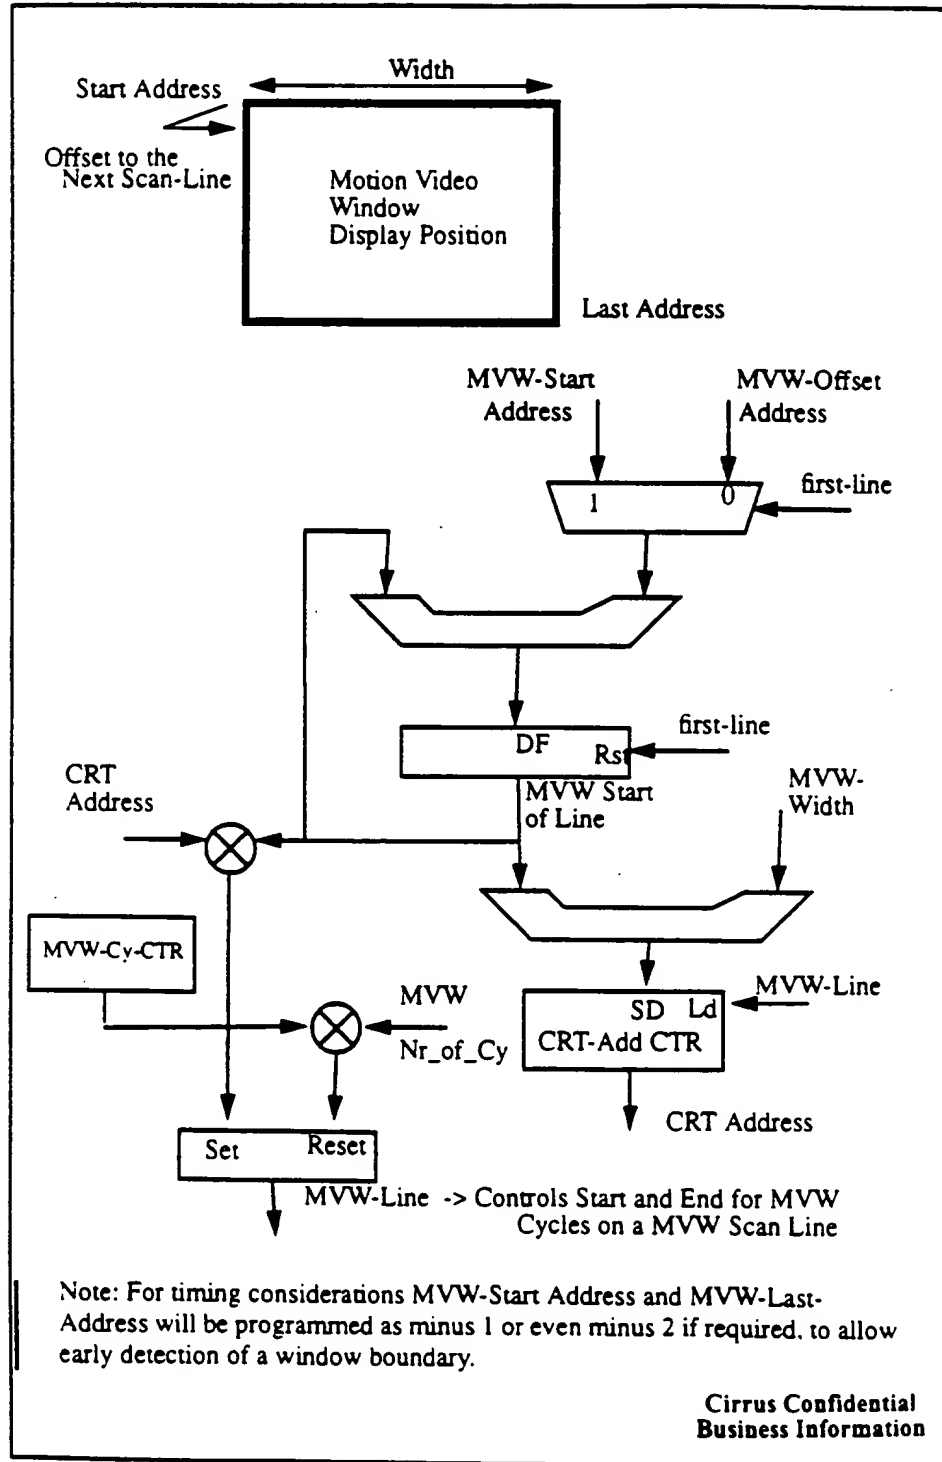 Width
Start Address
Offset to the
Next Scan-Line
Motion Video
Window
Display Position
Last Address
MVW-Start
Address
MVW-Offset
Address
1
0
first-line
DF
Rst
first-line
MVW Start
of Line
CRT
Address
MVW-
Width
MVW-Cy-CTR
MVW
Nr_of_Cy
SD Ld
CRT-Add CTR
MVW-Line
CRT Address
Set
Reset
MVW-Line -> Controls Start and End for MVW
Cycles on a MVW Scan Line
Note: For timing considerations MVW-Start Address and MVW-Last-
Address will be programmed as minus 1 or even minus 2 if required, to allow
early detection of a window boundary.
Cirrus Confidential
Business Information